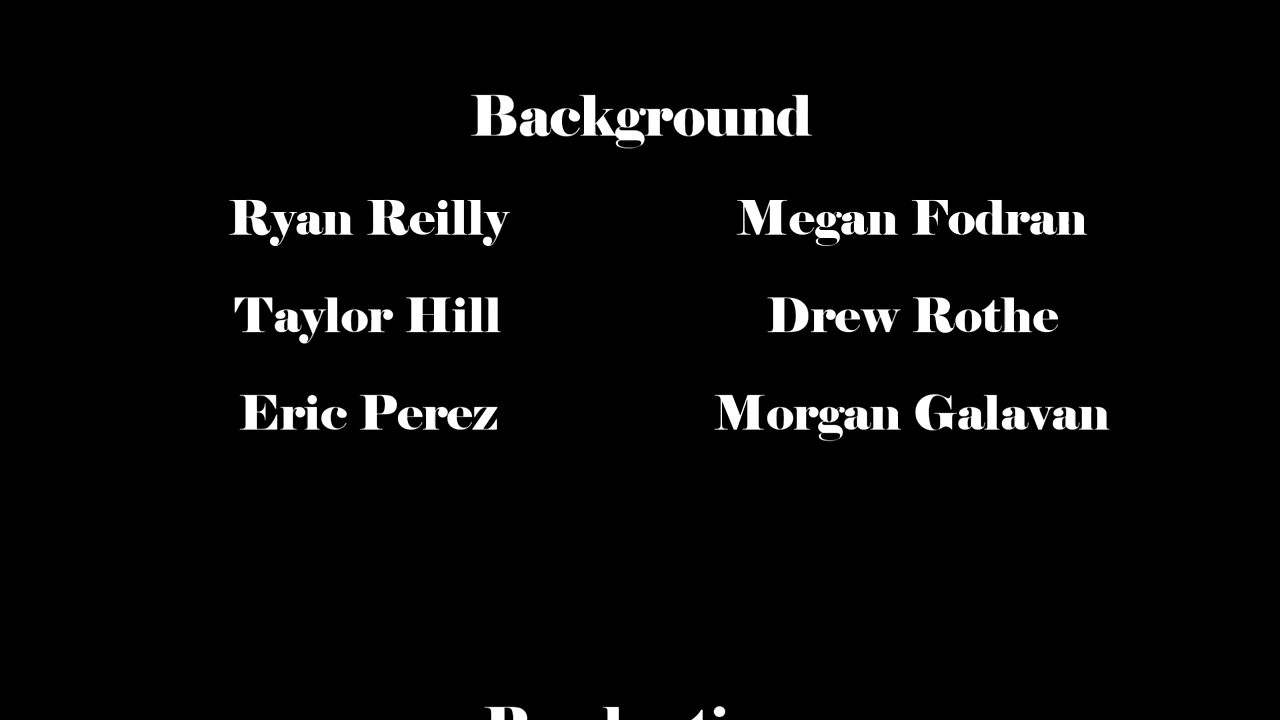 Background
Ryan Reilly Megan Fodran
Taylor Hill Drew Rothe
Eric Perez Morgan Galavan